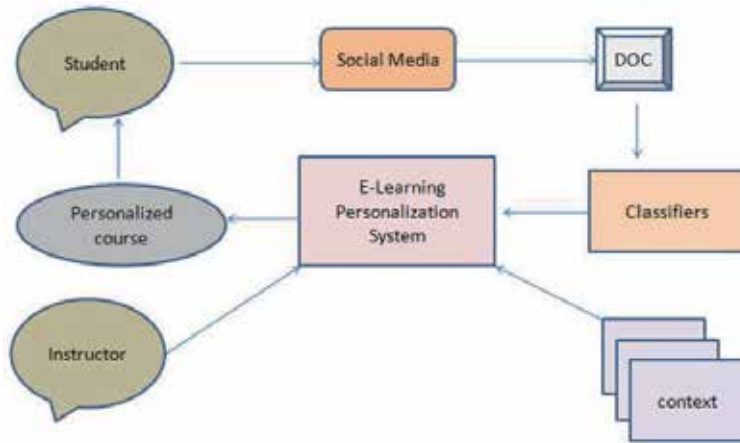 Student
Social Media
DOC
E-Learning
Personalization
System
Classifiers
Personalized
course
Instructor
context